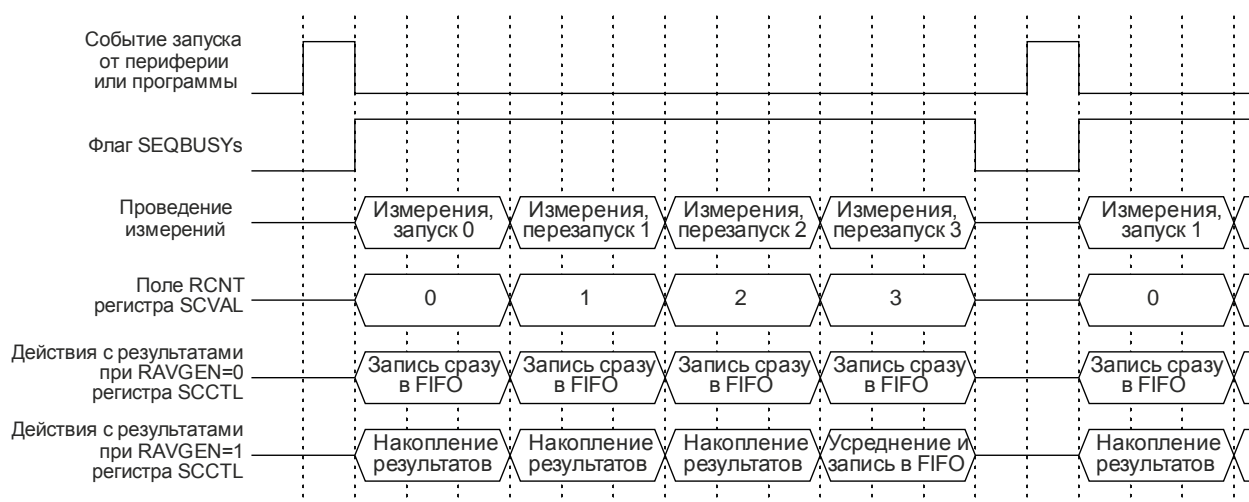 Событие запуска
от периферии
или программы
Флаг SEQBUSYs
Проведение
измерений
Измерения,
запуск 0
Измерения,
перезапуск 1
Измерения,
перезапуск 2
Измерения,
перезапуск 3
Измерения,
запуск 1
Поле RCNT
регистра SCVAL
0
1
2
3
0
Действия с результатами
при RAVGEN=0
регистра SCCTL
Запись сразу
в FIFO
Запись сразу
в FIFO
Запись сразу
в FIFO
Запись сразу
в FIFO
Запись сразу
в FIFO
Действия с результатами
при RAVGEN=1
регистра SCCTL
Накопление
результатов
Накопление
результатов
Накопление
результатов
Усреднение и
запись в FIFO
Накопление
результатов